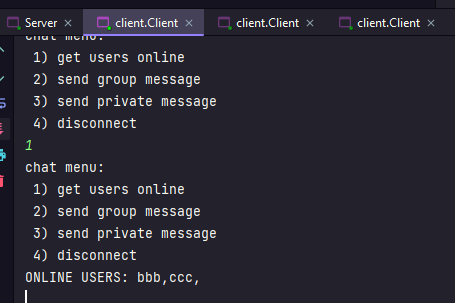 Server × client.Client × client.Client × client.Client ×
chat menu:
1) get users online
2) send group message
3) send private message
4) disconnect
1
chat menu:
1) get users online
2) send group message
3) send private message
4) disconnect
ONLINE USERS: bbb,ccc,